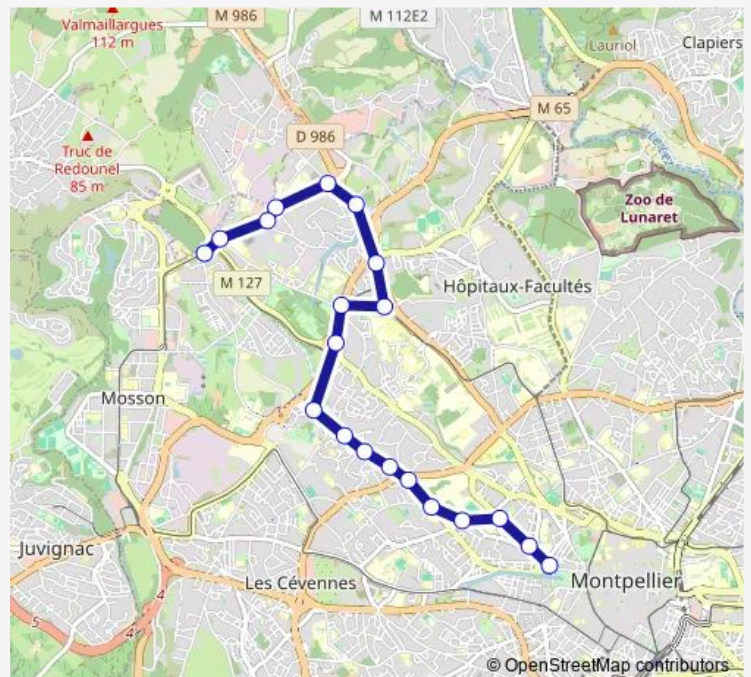 M 986
M 112E2
Valmaillargues
112 m
Lauriol
Clapiers
M 65
D 986
Truc de
Redounel
85 m
Zoo de
Lunaret
M 127
Hôpitaux-Facultés
Mosson
Juvignac
Les Cévennes
Montpellier
4
5
4
© OpenStreetMap contributors